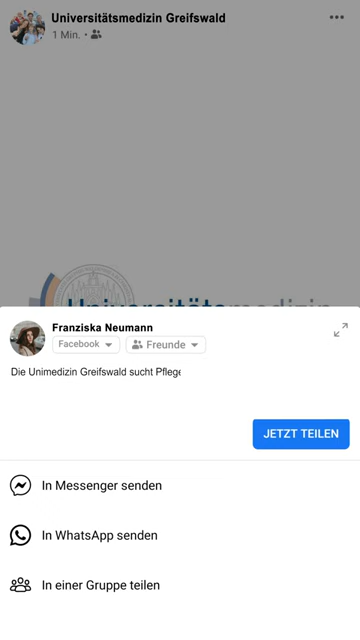 Universitätsmedizin Greifswald
1 Min.
Universitätsmedizin
Franziska Neumann
Facebook
Freunde
Die Unimedizin Greifswald sucht Pflege
JETZT TEILEN
In Messenger senden
In WhatsApp senden
In einer Gruppe teilen